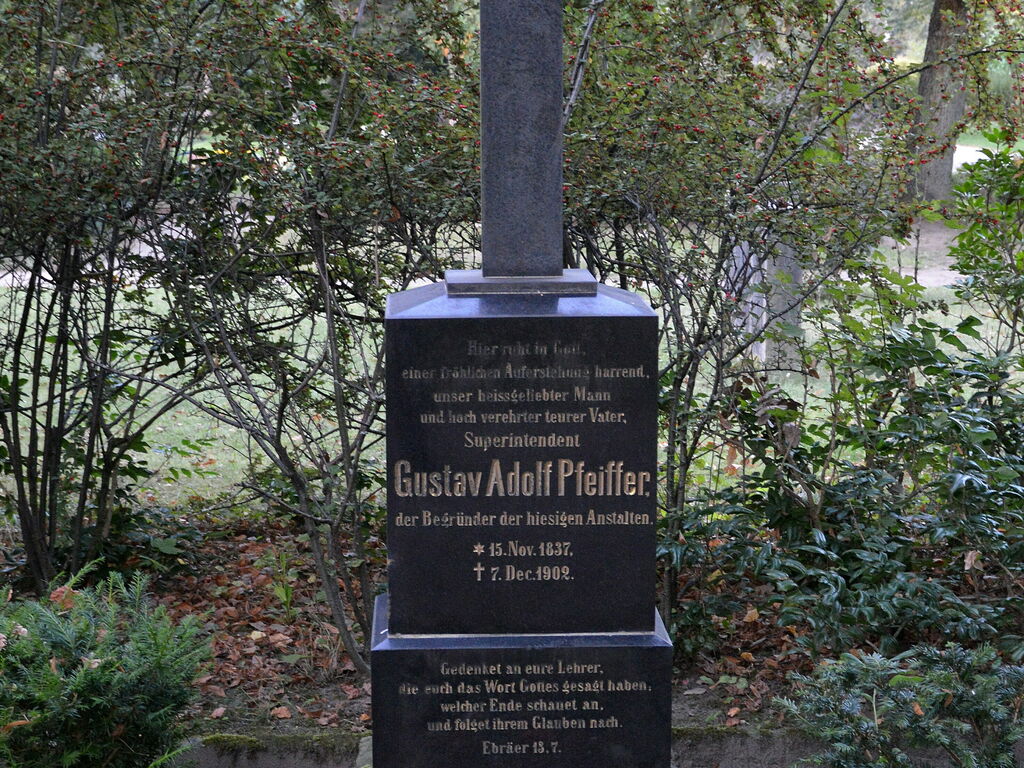 Hier ruht in Gott,
einer fröhlichen Auferstehung harrend,
unser heissgeliebter Mann
und hoch verehrter teurer Vater,
Superintendent
Gustav Adolf Pfeiffer,
der Begründer der hiesigen Anstalten.
* 15. Nov. 1837.
† 7. Dec. 1902.
Gedenket an eure Lehrer,
die euch das Wort Gottes gesagt haben,
welcher Ende schauet an,
und folget ihrem Glauben nach.
Ebräer 13,7.